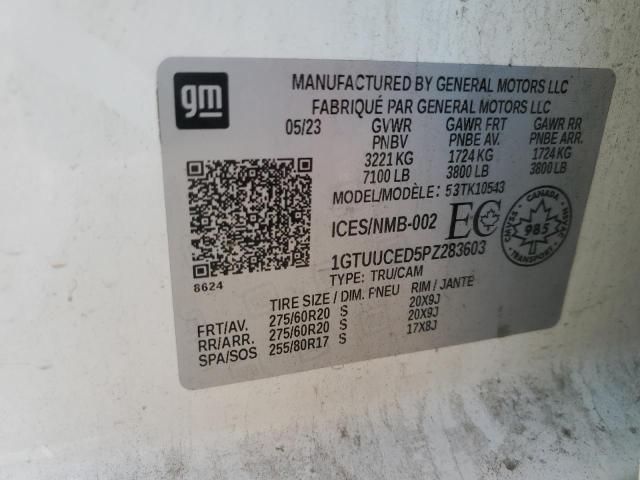 gm
MANUFACTURED BY GENERAL MOTORS LLC
FABRIQUÉ PAR GENERAL MOTORS LLC
05/23 GVWR GAWR FRT GAWR RR
PNBV PNBE AV. PNBE ARR.
3221 KG 1724 KG 1724 KG
7100 LB 3800 LB 3800 LB
MODEL/MODÈLE: 53TK10543
ICES/NMB-002 EC
CANADA
CMVSS NSVAC
985
TRANSPORT
1GTUUCED5PZ283603
TYPE: TRU/CAM
8624
TIRE SIZE / DIM. PNEU RIM / JANTE
FRT/AV. 275/60R20 S 20X9J
RR/ARR. 275/60R20 S 20X9J
SPA/SOS 255/80R17 S 17X8J